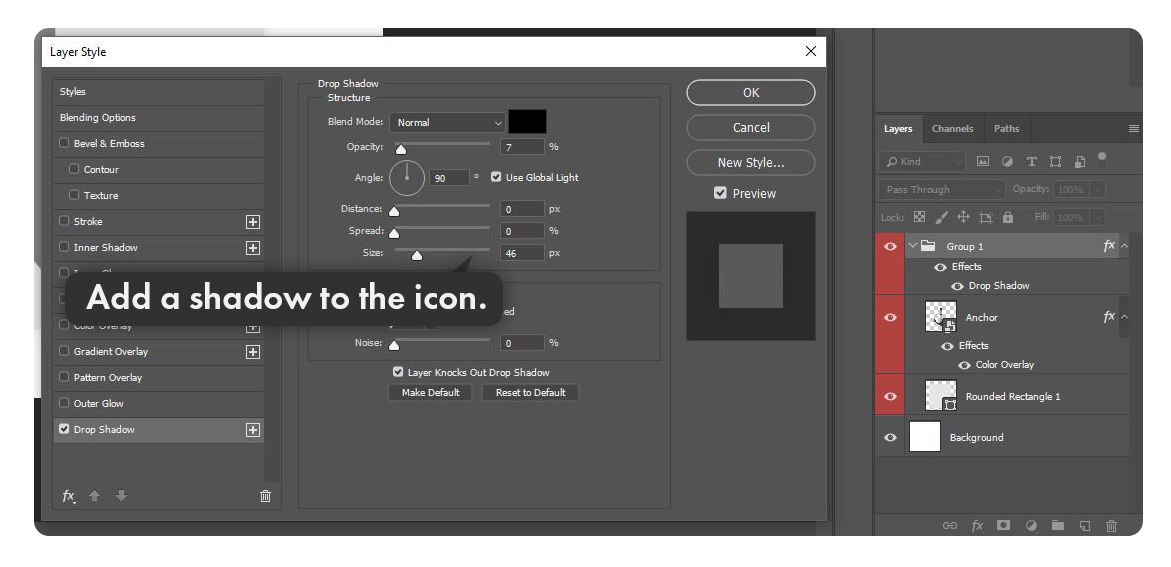 Layer Style
Styles
Blending Options
Bevel & Emboss
Contour
Texture
Stroke
Inner Shadow
Color Overlay
Gradient Overlay
Pattern Overlay
Outer Glow
Drop Shadow
fx
Drop Shadow
Structure
Blend Mode: Normal
Opacity: 7 %
Angle: 90 ° Use Global Light
Distance: 0 px
Spread: 0 %
Size: 46 px
Add a shadow to the icon.
Noise: 0 %
Layer Knocks Out Drop Shadow
Make Default Reset to Default
OK
Cancel
New Style...
Preview
Layers Channels Paths
Kind
Pass Through Opacity: 100%
Lock: Fill: 100%
Group 1 fx
Effects
Drop Shadow
Anchor fx
Effects
Color Overlay
Rounded Rectangle 1
Background
fx